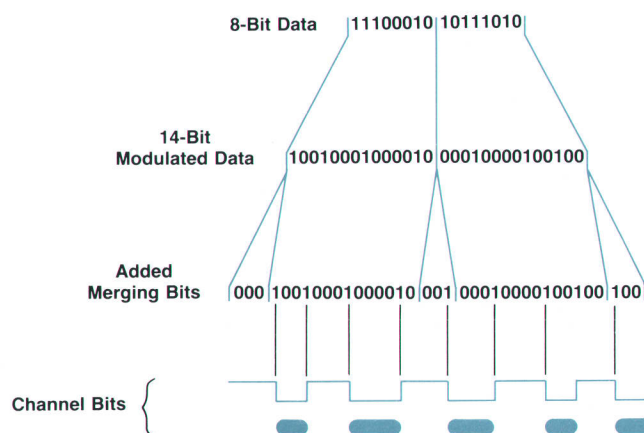 8-Bit Data 11100010 10111010
14-Bit
Modulated Data 10010001000010 00010000100100
Added
Merging Bits 000 10010001000010 001 00010000100100 100
Channel Bits